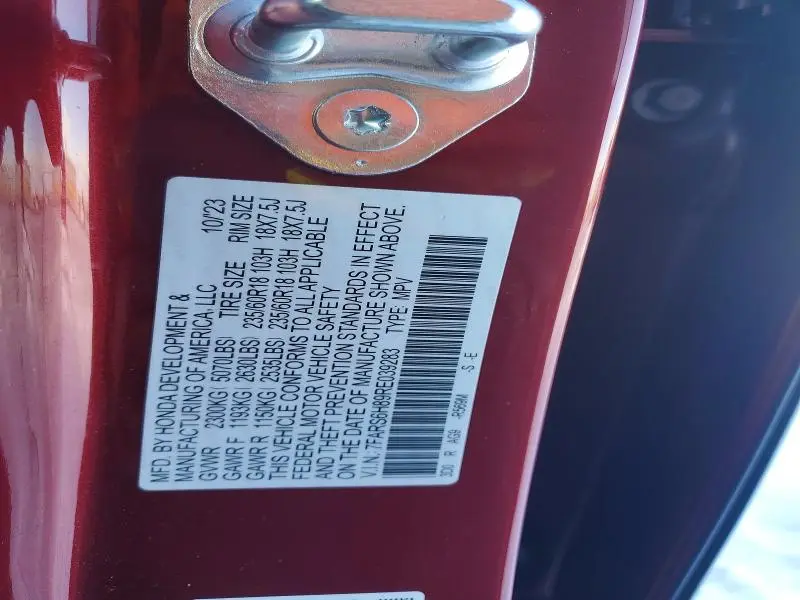 MFD. BY HONDA DEVELOPMENT &
MANUFACTURING OF AMERICA, LLC 10/23
GVWR 2300KG ( 5070LBS) TIRE SIZE RIM SIZE
GAWR F 1193KG ( 2630LBS) 235/60R18 103H 18X7.5J
GAWR R 1150KG ( 2535LBS) 235/60R18 103H 18X7.5J
THIS VEHICLE CONFORMS TO ALL APPLICABLE
FEDERAL MOTOR VEHICLE SAFETY
AND THEFT PREVENTION STANDARDS IN EFFECT
ON THE DATE OF MANUFACTURE SHOWN ABOVE.
V.I.N. 7FARS6H89RE039283 TYPE: MPV
3D0 R AG9 -R569M -S -E